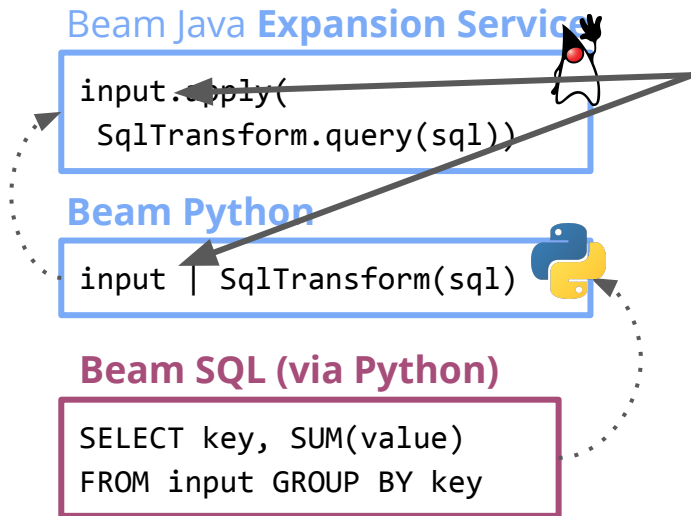 Beam Java Expansion Service
input.apply(
SqlTransform.query(sql))
Beam Python
input | SqlTransform(sql)
Beam SQL (via Python)
SELECT key, SUM(value)
FROM input GROUP BY key